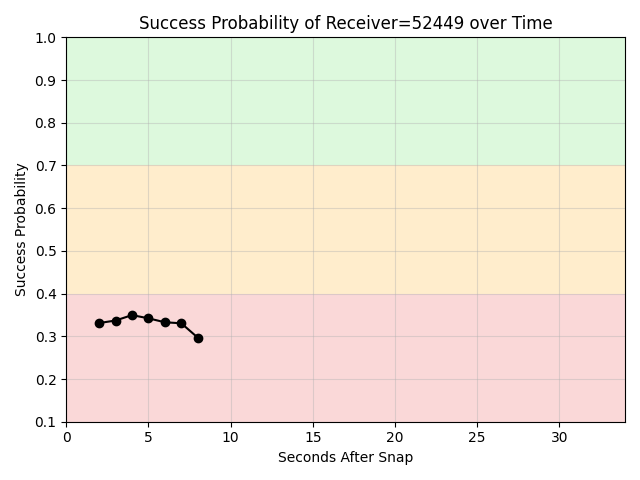 Success Probability of Receiver=52449 over Time
1.0
0.9
0.8
0.7
0.6
0.5
0.4
0.3
0.2
0.1
Success Probability
0 5 10 15 20 25 30
Seconds After Snap